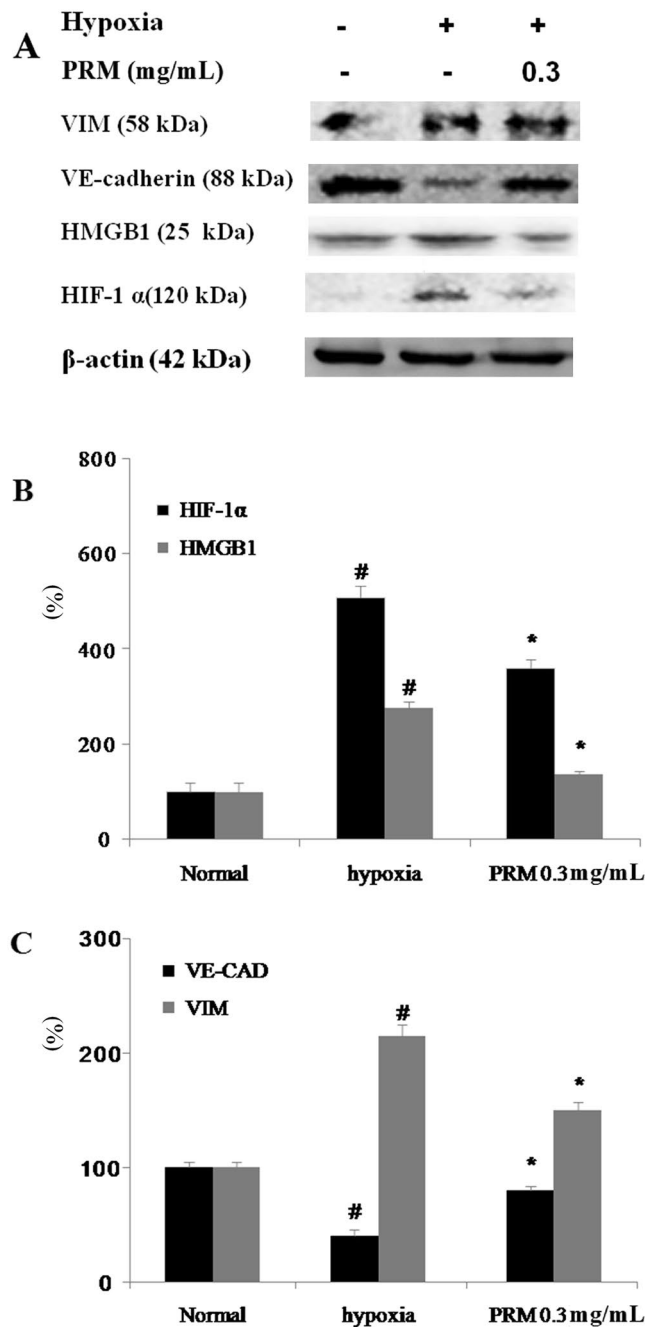 A
Hypoxia - + +
PRM (mg/mL) - - 0.3
VIM (58 kDa)
VE-cadherin (88 kDa)
HMGB1 (25 kDa)
HIF-1 α(120 kDa)
β-actin (42 kDa)
B
800
600
400
200
0
(%)
HIF-1α
HMGB1
#
#
*
*
Normal hypoxia PRM 0.3 mg/mL
C
300
200
100
0
(%)
VE-CAD
VIM
#
#
*
*
Normal hypoxia PRM 0.3 mg/mL